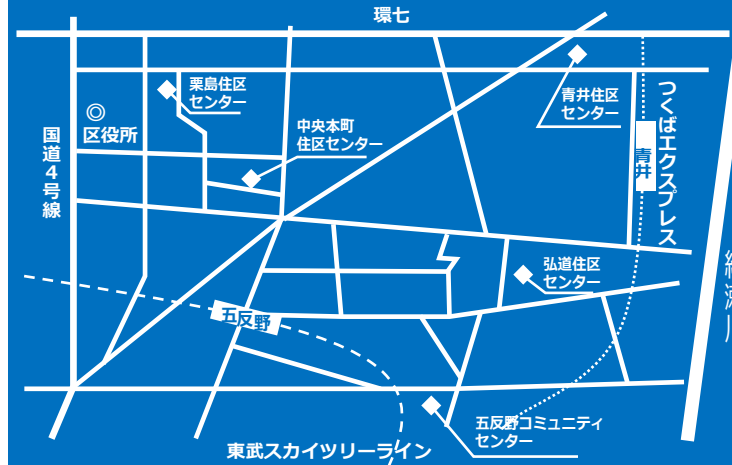 環七
栗島住区
センター
◎
区役所
国道4号線
中央本町
住区センター
青井住区
センター
つくばエクスプレス
青井
綾瀬川
弘道住区
センター
五反野
五反野コミュニティ
センター
東武スカイツリーライン